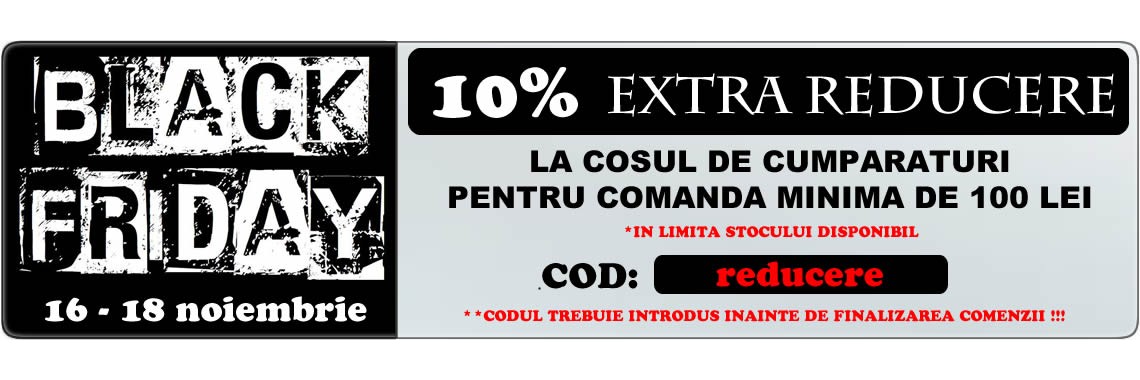 BLACK
FRIDAY
16 - 18 noiembrie
10% EXTRA REDUCERE
LA COSUL DE CUMPARATURI
PENTRU COMANDA MINIMA DE 100 LEI
*IN LIMITA STOCULUI DISPONIBIL
COD: reducere
**CODUL TREBUIE INTRODUS INAINTE DE FINALIZAREA COMENZII !!!